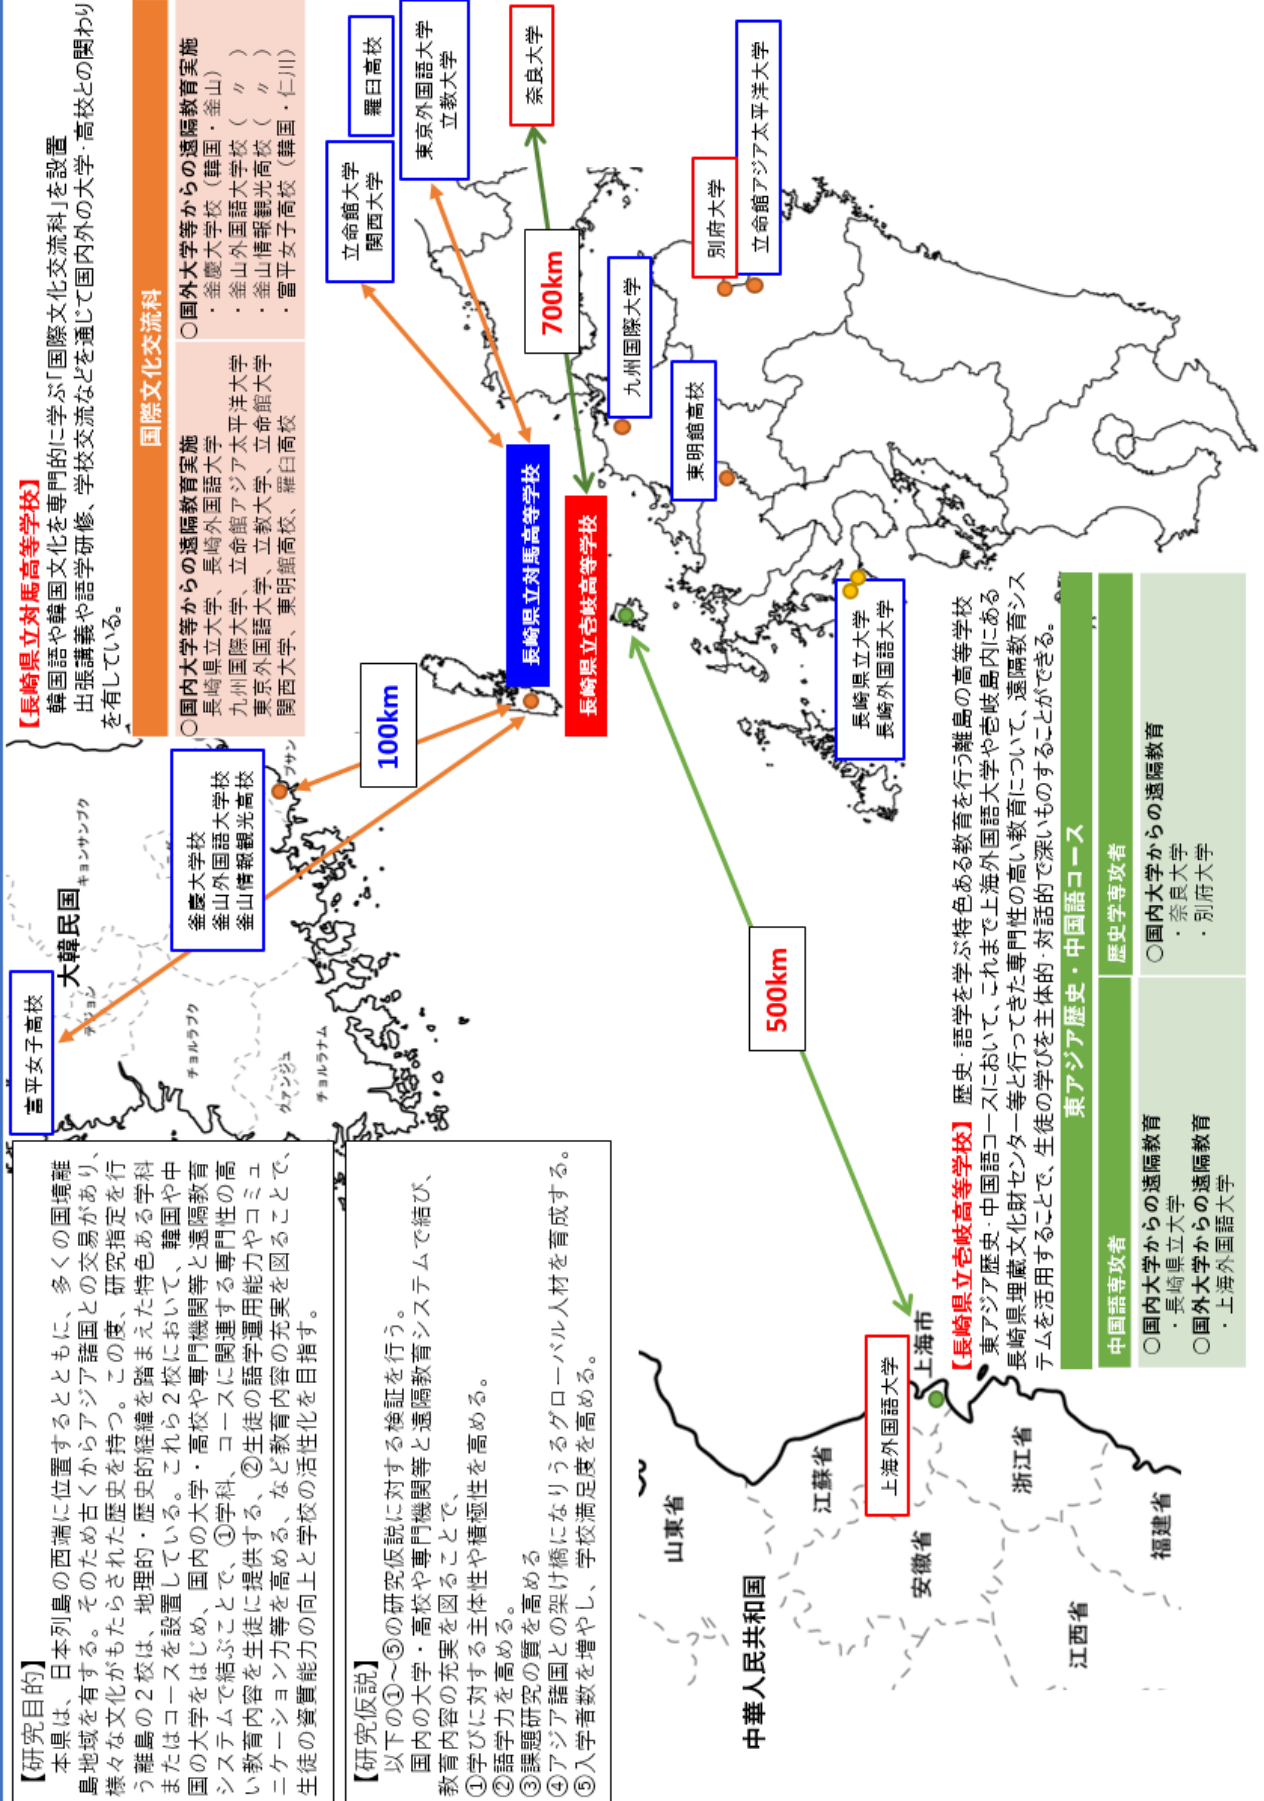 【研究目的】
本県は、日本列島の西端に位置するとともに、多くの国境離
島地域を有する。そのため古くからアジア諸国との交易があり、
様々な文化がもたらされた歴史を持つ。この度、研究指定を行
う離島の２校は、地理的・歴史的経緯を踏まえた特色ある学科
またはコースを設置している。これら２校において、韓国や中
国の大学をはじめ、国内の大学・高校や専門機関等と遠隔教育
システムで結ぶことで、①学科、コースに関連する専門性の高
い教育内容を生徒に提供する、②生徒の語学運用能力やコミュ
ニケーション力等を高める、など教育内容の充実を図ることで、
生徒の資質能力の向上と学校の活性化を目指す。
【研究仮説】
以下の①～⑤の研究仮説に対する検証を行う。
国内の大学・高校や専門機関等と遠隔教育システムで結び、
教育内容の充実を図ることで、
①学びに対する主体性や積極性を高める。
②語学力を高める。
③課題研究の質を高める
④アジア諸国との架け橋になりうるグローバル人材を育成する。
⑤入学者数を増やし、学校満足度を高める。
【長崎県立対馬高等学校】
韓国語や韓国文化を専門的に学ぶ「国際文化交流科」を設置
出張講義や語学研修、学校交流などを通じて国内外の大学・高校との関わり
を有している。
国際文化交流科
〇国内大学等からの遠隔教育実施
長崎県立大学、長崎外国語大学
九州国際大学、立命館アジア太平洋大学
東京外国語大学、立教大学、立命館大学
関西大学、東明館高校、羅臼高校
〇国外大学等からの遠隔教育実施
・釜慶大学校（韓国・釜山）
・釜山外国語大学校（　〃　）
・釜山情報観光高校（　〃　）
・富平女子高校（韓国・仁川）
富平女子高校
大韓民国
キョンサンブク
テジョン
チョルラブク
クァンジュ
チョルラナム
プサン
釜慶大学校
釜山外国語大学校
釜山情報観光高校
100km
立命館大学
関西大学
羅臼高校
東京外国語大学
立教大学
奈良大学
700km
長崎県立対馬高等学校
長崎県立壱岐高等学校
九州国際大学
東明館高校
別府大学
立命館アジア太平洋大学
長崎県立大学
長崎外国語大学
500km
上海外国語大学
上海市
中華人民共和国
山東省
江蘇省
安徽省
浙江省
江西省
福建省
【長崎県立壱岐高等学校】 歴史・語学を学ぶ特色ある教育を行う離島の高等学校
東アジア歴史・中国語コースにおいて、これまで上海外国語大学や壱岐島内にある
長崎県埋蔵文化財センター等と行ってきた専門性の高い教育について、遠隔教育シス
テムを活用することで、生徒の学びを主体的・対話的で深いものすることができる。
東アジア歴史・中国語コース
中国語専攻者
〇国内大学からの遠隔教育
・長崎県立大学
〇国外大学からの遠隔教育
・上海外国語大学
歴史学専攻者
〇国内大学からの遠隔教育
・奈良大学
・別府大学